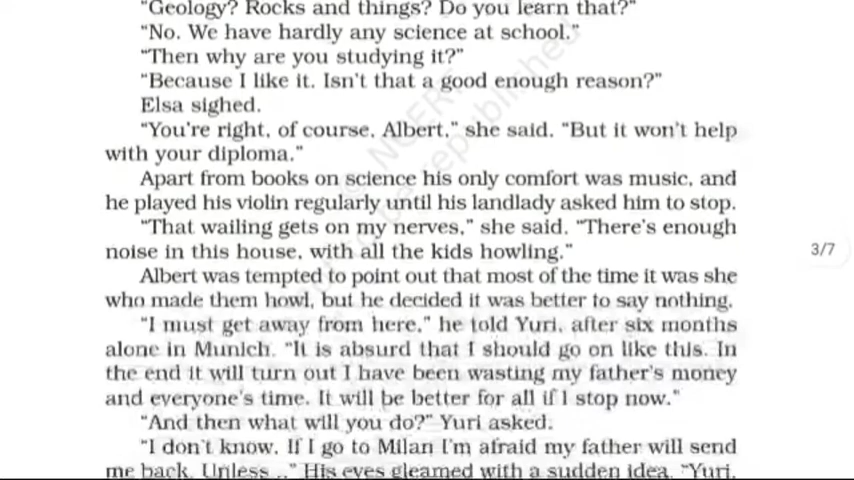 "Geology? Rocks and things? Do you learn that?"
"No. We have hardly any science at school."
"Then why are you studying it?"
"Because I like it. Isn't that a good enough reason?"
Elsa sighed.
"You're right, of course, Albert," she said. "But it won't help
with your diploma."
Apart from books on science his only comfort was music, and
he played his violin regularly until his landlady asked him to stop.
"That wailing gets on my nerves," she said. "There's enough
noise in this house, with all the kids howling."
Albert was tempted to point out that most of the time it was she
who made them howl, but he decided it was better to say nothing.
"I must get away from here," he told Yuri, after six months
alone in Munich. "It is absurd that I should go on like this. In
the end it will turn out I have been wasting my father's money
and everyone's time. It will be better for all if I stop now."
"And then what will you do?" Yuri asked.
"I don't know. If I go to Milan I'm afraid my father will send
me back. Unless..." His eyes gleamed with a sudden idea. "Yuri,
3/7
© NCERT
not to be republished